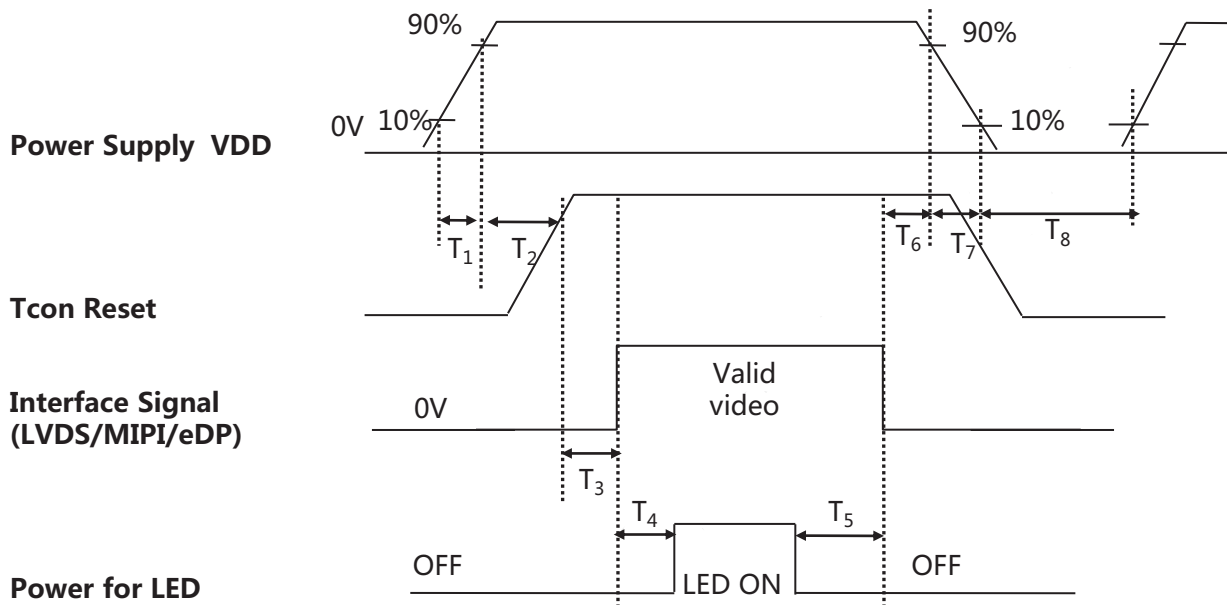 90%
90%
0V
10%
10%
Power Supply VDD
T1
T2
T6
T7
T8
Tcon Reset
Valid
video
Interface Signal
(LVDS/MIPI/eDP)
0V
T3
T4
T5
OFF
LED ON
OFF
Power for LED